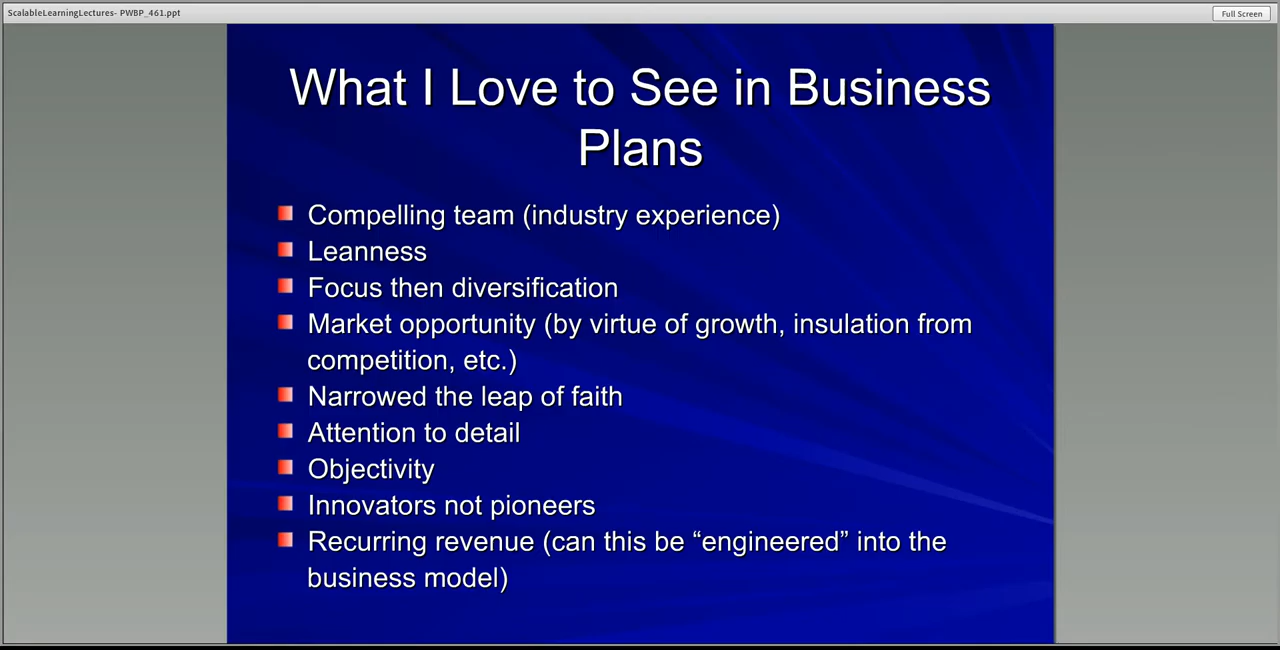 ScalableLearningLectures- PWBP_461.ppt
Full Screen
What I Love to See in Business
Plans
Compelling team (industry experience)
Leanness
Focus then diversification
Market opportunity (by virtue of growth, insulation from
competition, etc.)
Narrowed the leap of faith
Attention to detail
Objectivity
Innovators not pioneers
Recurring revenue (can this be “engineered” into the
business model)